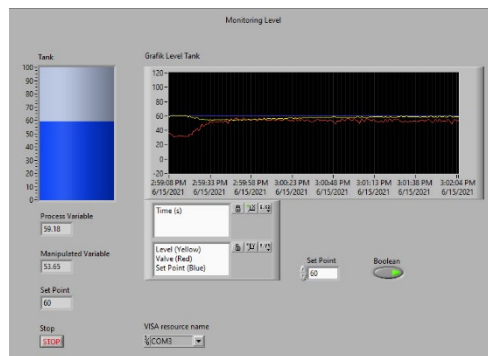 Monitoring Level
Tank
Grafik Level Tank
100
90
80
70
60
50
40
30
20
10
0
120
100
80
60
40
20
0
-20
2:59:08 PM 2:59:33 PM 2:59:58 PM 3:00:23 PM 3:00:48 PM 3:01:13 PM 3:01:38 PM 3:02:04 PM
6/15/2021 6/15/2021 6/15/2021 6/15/2021 6/15/2021 6/15/2021 6/15/2021 6/15/2021
Time (s)
Level (Yellow)
Valve (Red)
Set Point (Blue)
Process Variable
59.18
Manipulated Variable
53.65
Set Point
60
Set Point
60
Boolean
Stop
STOP
VISA resource name
COM3